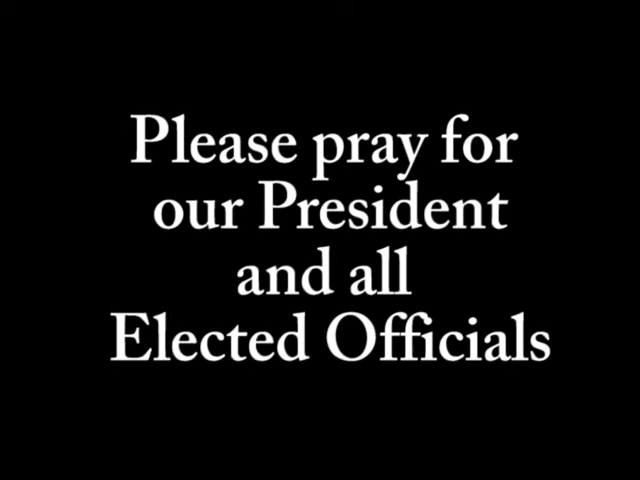 Please pray for
our President
and all
Elected Officials